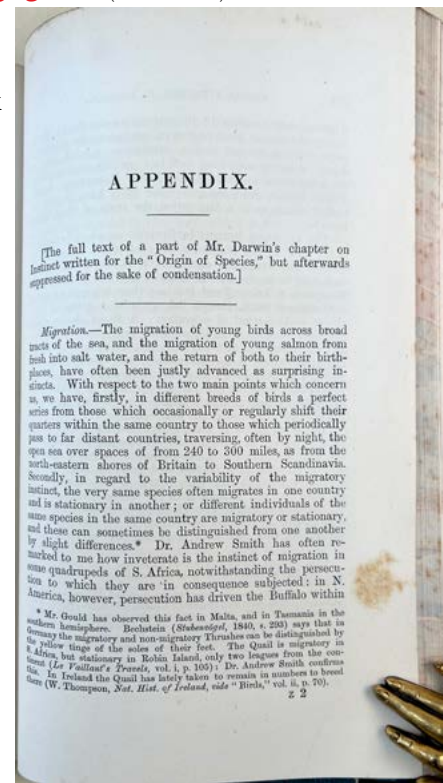 APPENDIX.
[The full text of a part of Mr. Darwin's chapter on
Instinct written for the "Origin of Species," but afterwards
suppressed for the sake of condensation.]
Migration.—The migration of young birds across broad
tracts of the sea, and the migration of young salmon from
fresh into salt water, and the return of both to their birth-
places, have often been justly advanced as surprising in-
stincts. With respect to the two main points which concern
us, we have, firstly, in different breeds of birds a perfect
series from those which occasionally or regularly shift their
quarters within the same country to those which periodically
pass to far distant countries, traversing, often by night, the
open sea over spaces of from 240 to 300 miles, as from the
north-eastern shores of Britain to Southern Scandinavia.
Secondly, in regard to the variability of the migratory
instinct, the very same species often migrates in one country
and is stationary in another; or different individuals of the
same species in the same country are migratory or stationary,
and these can sometimes be distinguished from one another
by slight differences.* Dr. Andrew Smith has often re-
marked to me how inveterate is the instinct of migration in
some quadrupeds of S. Africa, notwithstanding the persecu-
tion to which they are in consequence subjected: in N.
America, however, persecution has driven the Buffalo within
* Mr. Gould has observed this fact in Malta, and in Tasmania in the
southern hemisphere. Bechstein (Stubenvögel, 1840, s. 293) says that in
Germany the migratory and non-migratory Thrushes can be distinguished by
the yellow tinge of the soles of their feet. The Quail is migratory in
S. Africa, but stationary in Robin Island, only two leagues from the con-
tinent (Le Vaillant's Travels, vol. i, p. 105): Dr. Andrew Smith confirms
this. In Ireland the Quail has lately taken to remain in numbers to breed
there (W. Thompson, Nat. Hist. of Ireland, vide "Birds," vol. ii, p. 70).
Z 2